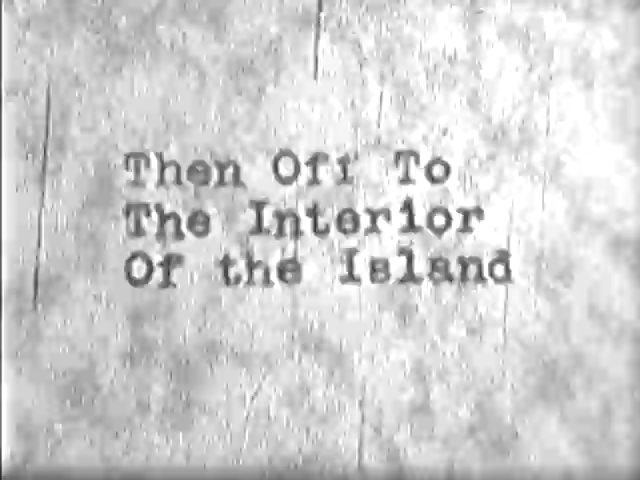 Then Off To
The Interior
Of the Island